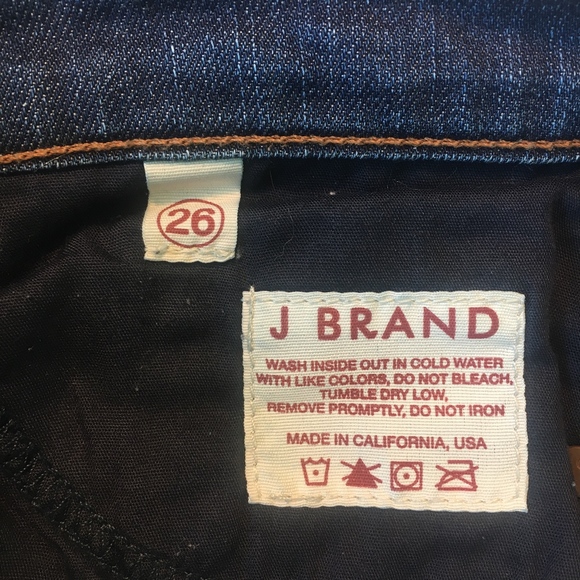 26
J BRAND
WASH INSIDE OUT IN COLD WATER
WITH LIKE COLORS, DO NOT BLEACH,
TUMBLE DRY LOW,
REMOVE PROMPTLY, DO NOT IRON
MADE IN CALIFORNIA, USA